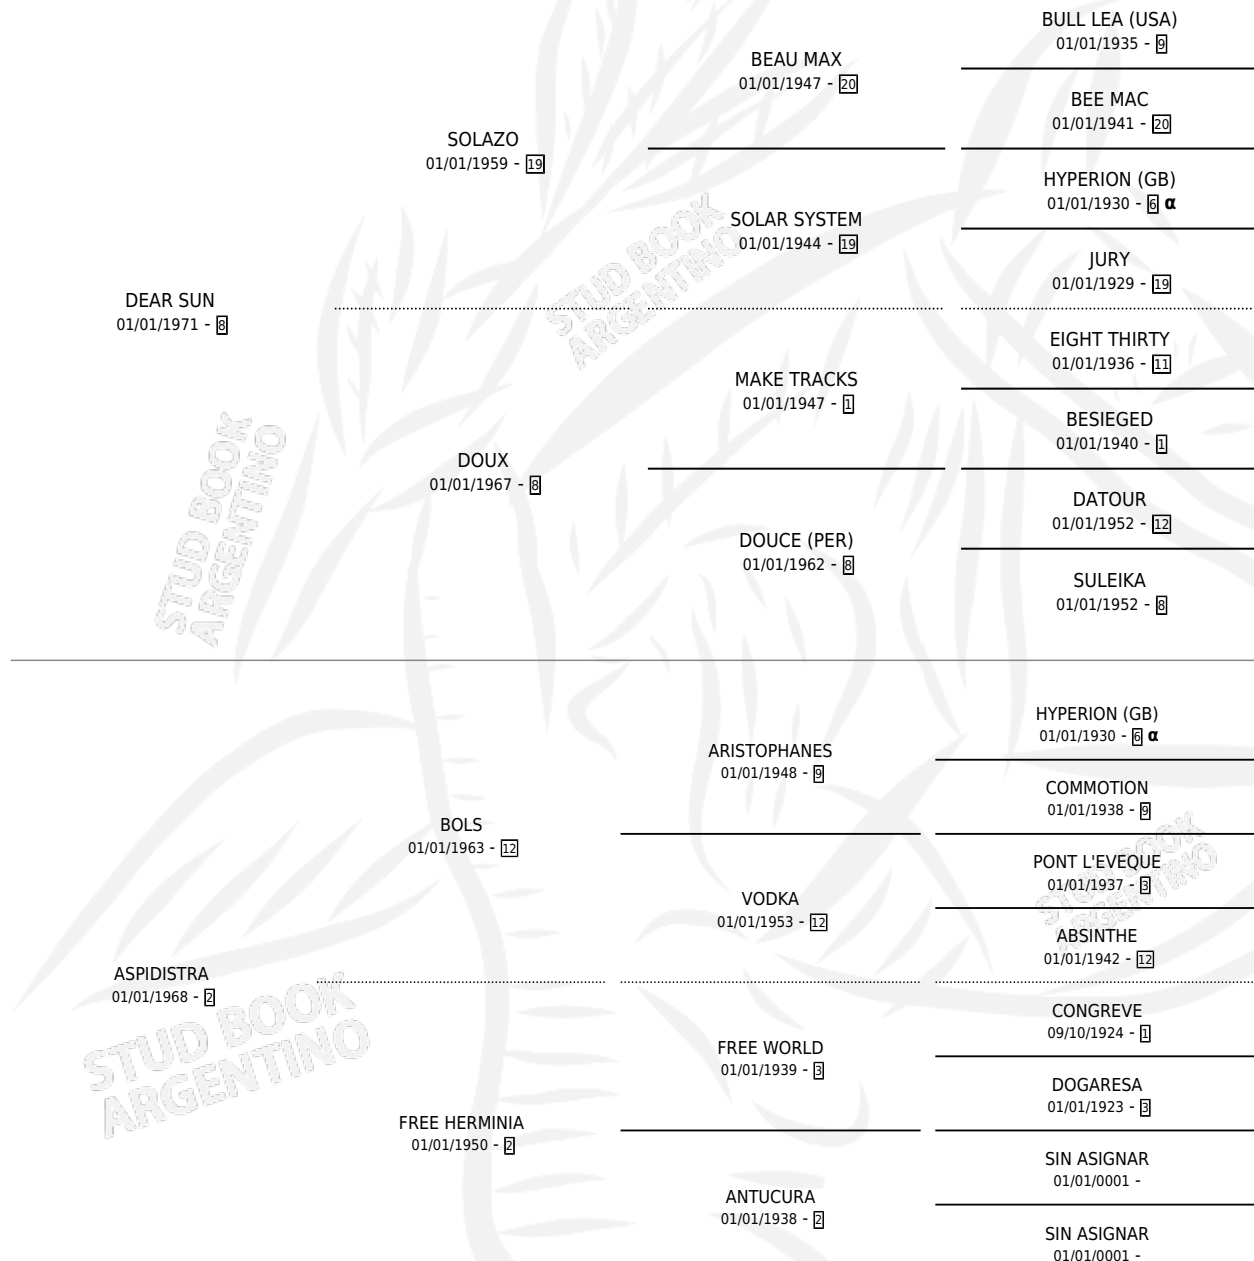 BULL LEA (USA)
01/01/1935 - 9
BEAU MAX
01/01/1947 - 20
BEE MAC
01/01/1941 - 20
SOLAZO
01/01/1959 - 19
HYPERION (GB)
01/01/1930 - 6 α
SOLAR SYSTEM
01/01/1944 - 19
JURY
01/01/1929 - 19
DEAR SUN
01/01/1971 - 8
EIGHT THIRTY
01/01/1936 - 11
MAKE TRACKS
01/01/1947 - 1
BESIEGED
01/01/1940 - 1
DOUX
01/01/1967 - 8
DATOUR
01/01/1952 - 12
DOUCE (PER)
01/01/1962 - 8
SULEIKA
01/01/1952 - 8
HYPERION (GB)
01/01/1930 - 6 α
ARISTOPHANES
01/01/1948 - 9
COMMOTION
01/01/1938 - 9
BOLS
01/01/1963 - 12
PONT L'EVEQUE
01/01/1937 - 3
VODKA
01/01/1953 - 12
ABSINTHE
01/01/1942 - 12
ASPIDISTRA
01/01/1968 - 2
CONGREVE
09/10/1924 - 1
FREE WORLD
01/01/1939 - 3
DOGARESA
01/01/1923 - 3
FREE HERMINIA
01/01/1950 - 2
SIN ASIGNAR
01/01/0001 -
ANTUCURA
01/01/1938 - 2
SIN ASIGNAR
01/01/0001 -
STUD BOOK
ARGENTINO
STUD BOOK
ARGENTINO
STUD BOOK
ARGENTINO
STUD BOOK
ARGENTINO